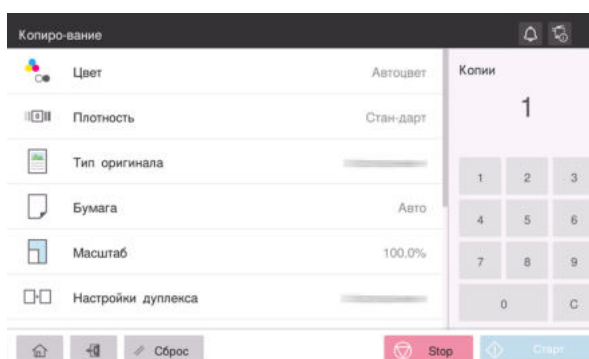 Копиро-вание
Цвет Автоцвет
Плотность Стан-дарт
Тип оригинала
Бумага Авто
Масштаб 100.0%
Настройки дуплекса
Копии
1
1 2 3
4 5 6
7 8 9
0 C
Сброс
Stop
Старт